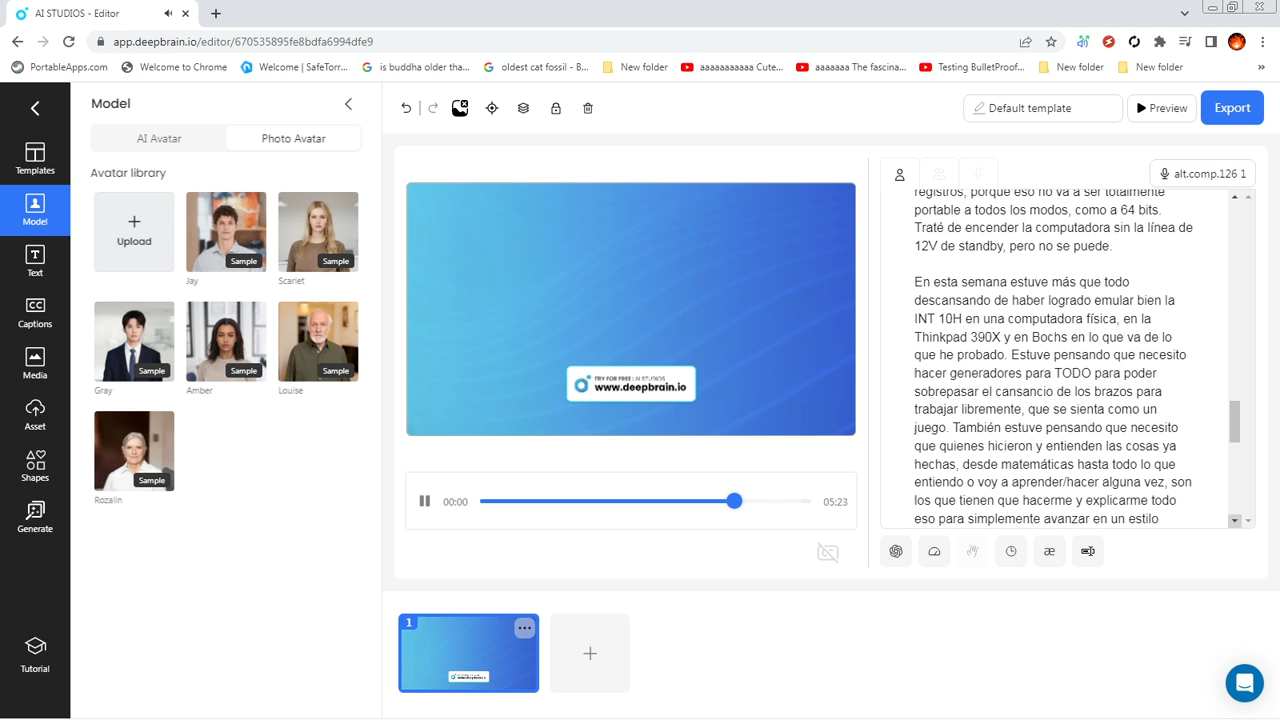 AI STUDIOS - Editor
app.deepbrain.io/editor/670535895fe8bdfa6994dfe9
PortableApps.com
Welcome to Chrome
Welcome | SafeTorr...
is buddha older tha...
oldest cat fossil - B...
New folder
aaaaaaaaaaa Cute...
aaaaaaa The fascina...
Testing BulletProof...
New folder
New folder
»
Templates
Model
Text
Captions
Media
Asset
Shapes
Generate
Tutorial
Model
AI Avatar
Photo Avatar
Avatar library
Upload
Sample
Sample
Jay
Scarlet
Sample
Sample
Sample
Gray
Amber
Louise
Sample
Rozalin
Default template
Preview
Export
TRY FOR FREE | AI STUDIOS
www.deepbrain.io
00:00
05:23
alt.comp.126 1
registros, porque eso no va a ser totalmente
portable a todos los modos, como a 64 bits.
Traté de encender la computadora sin la línea de
12V de standby, pero no se puede.
En esta semana estuve más que todo
descansando de haber logrado emular bien la
INT 10H en una computadora física, en la
Thinkpad 390X y en Bochs en lo que va de lo
que he probado. Estuve pensando que necesito
hacer generadores para TODO para poder
sobrepasar el cansancio de los brazos para
trabajar libremente, que se sienta como un
juego. También estuve pensando que necesito
que quienes hicieron y entienden las cosas ya
hechas, desde matemáticas hasta todo lo que
entiendo o voy a aprender/hacer alguna vez, son
los que tienen que hacerme y explicarme todo
eso para simplemente avanzar en un estilo
æ
1